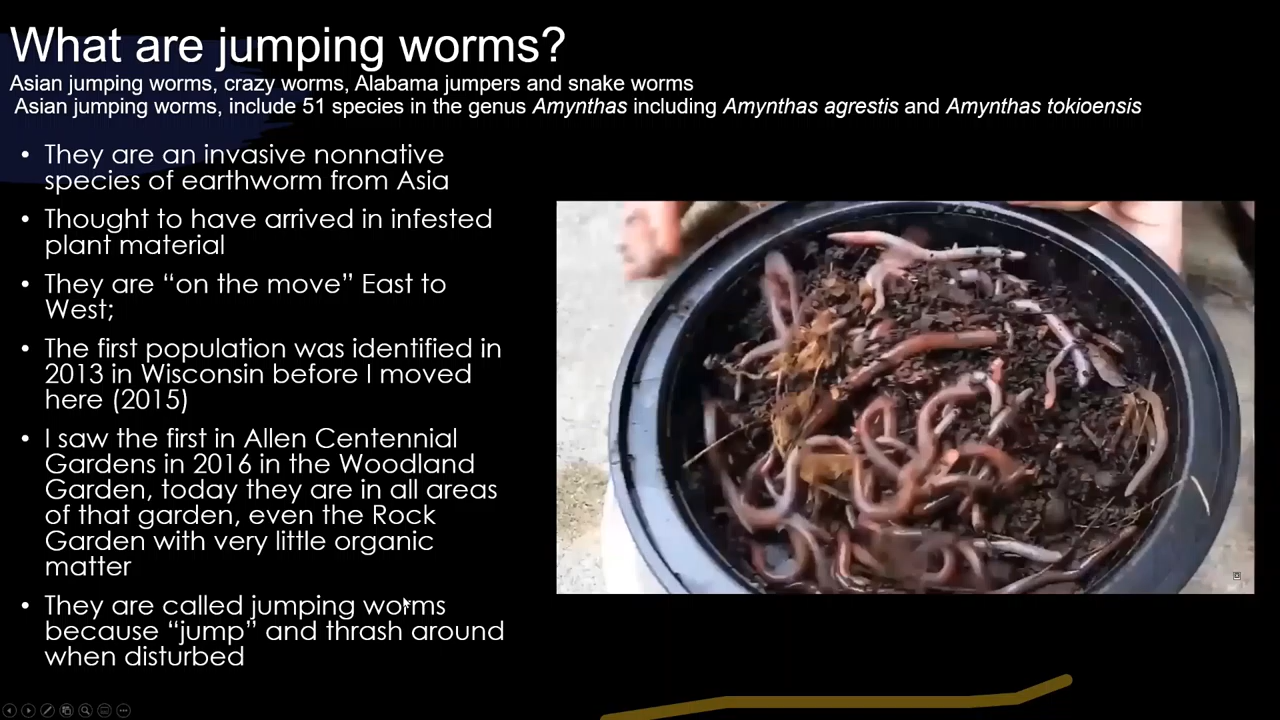 What are jumping worms?
Asian jumping worms, crazy worms, Alabama jumpers and snake worms
Asian jumping worms, include 51 species in the genus Amynthas including Amynthas agrestis and Amynthas tokioensis
• They are an invasive nonnative
species of earthworm from Asia
• Thought to have arrived in infested
plant material
• They are “on the move” East to
West;
• The first population was identified in
2013 in Wisconsin before I moved
here (2015)
• I saw the first in Allen Centennial
Gardens in 2016 in the Woodland
Garden, today they are in all areas
of that garden, even the Rock
Garden with very little organic
matter
• They are called jumping worms
because “jump” and thrash around
when disturbed